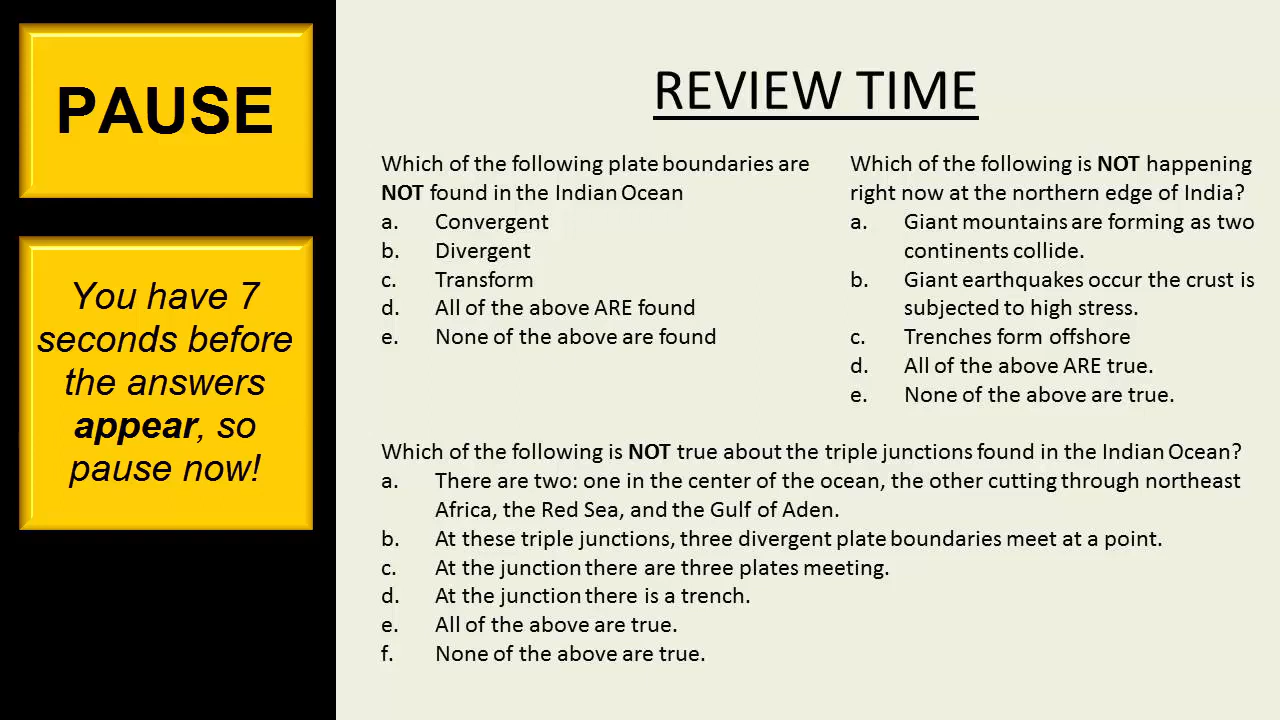 PAUSE
You have 7
seconds before
the answers
appear, so
pause now!
REVIEW TIME
Which of the following plate boundaries are
NOT found in the Indian Ocean
a. Convergent
b. Divergent
c. Transform
d. All of the above ARE found
e. None of the above are found
Which of the following is NOT happening
right now at the northern edge of India?
a. Giant mountains are forming as two
continents collide.
b. Giant earthquakes occur the crust is
subjected to high stress.
c. Trenches form offshore
d. All of the above ARE true.
e. None of the above are true.
Which of the following is NOT true about the triple junctions found in the Indian Ocean?
a. There are two: one in the center of the ocean, the other cutting through northeast
Africa, the Red Sea, and the Gulf of Aden.
b. At these triple junctions, three divergent plate boundaries meet at a point.
c. At the junction there are three plates meeting.
d. At the junction there is a trench.
e. All of the above are true.
f. None of the above are true.